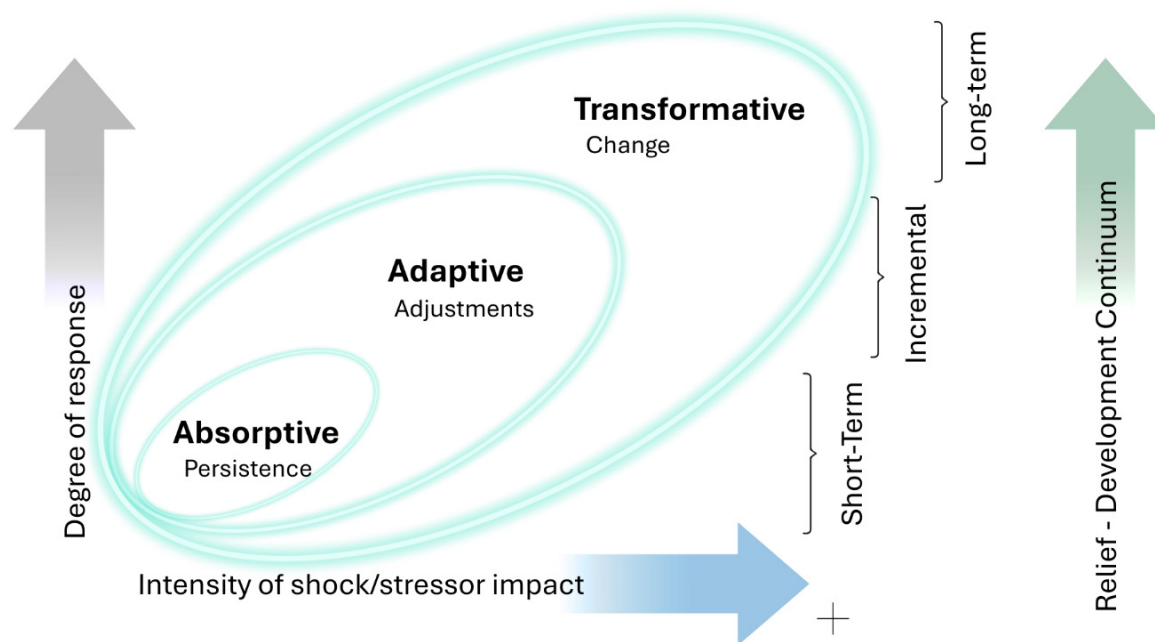 Transformative
Change
Adaptive
Adjustments
Absorptive
Persistence
Degree of response
Intensity of shock/stressor impact
+
Long-term
Incremental
Short-Term
Relief - Development Continuum